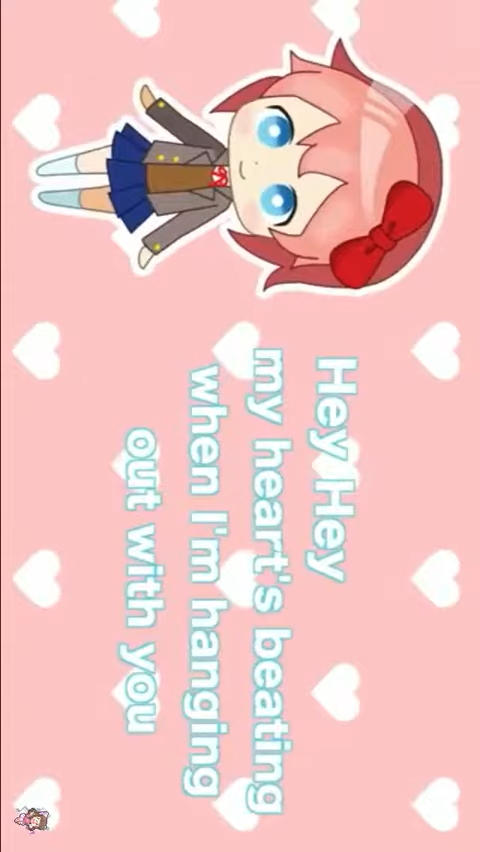 Hey Hey
my heart's beating
when I'm hanging
out with you